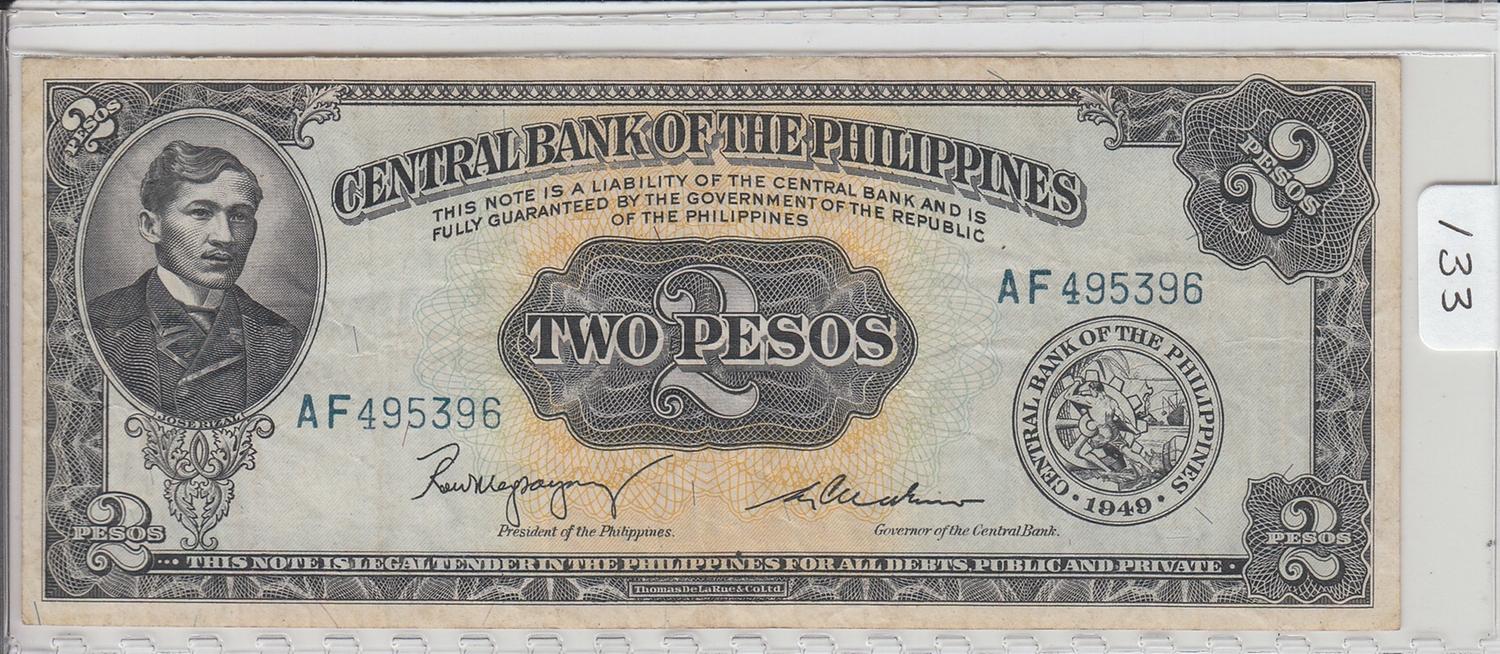 2
PESOS
CENTRAL BANK OF THE PHILIPPINES
THIS NOTE IS A LIABILITY OF THE CENTRAL BANK AND IS
FULLY GUARANTEED BY THE GOVERNMENT OF THE REPUBLIC
OF THE PHILIPPINES
2
PESOS
133
AF495396
2
TWO PESOS
JOSE RIZAL
AF495396
CENTRAL BANK OF THE PHILIPPINES
· 1949 ·
President of the Philippines.
Governor of the Central Bank.
2
PESOS
2
PESOS
··· THIS NOTE IS LEGAL TENDER IN THE PHILIPPINES FOR ALL DEBTS, PUBLIC AND PRIVATE ·
Thomas De La Rue & Co. Ltd.